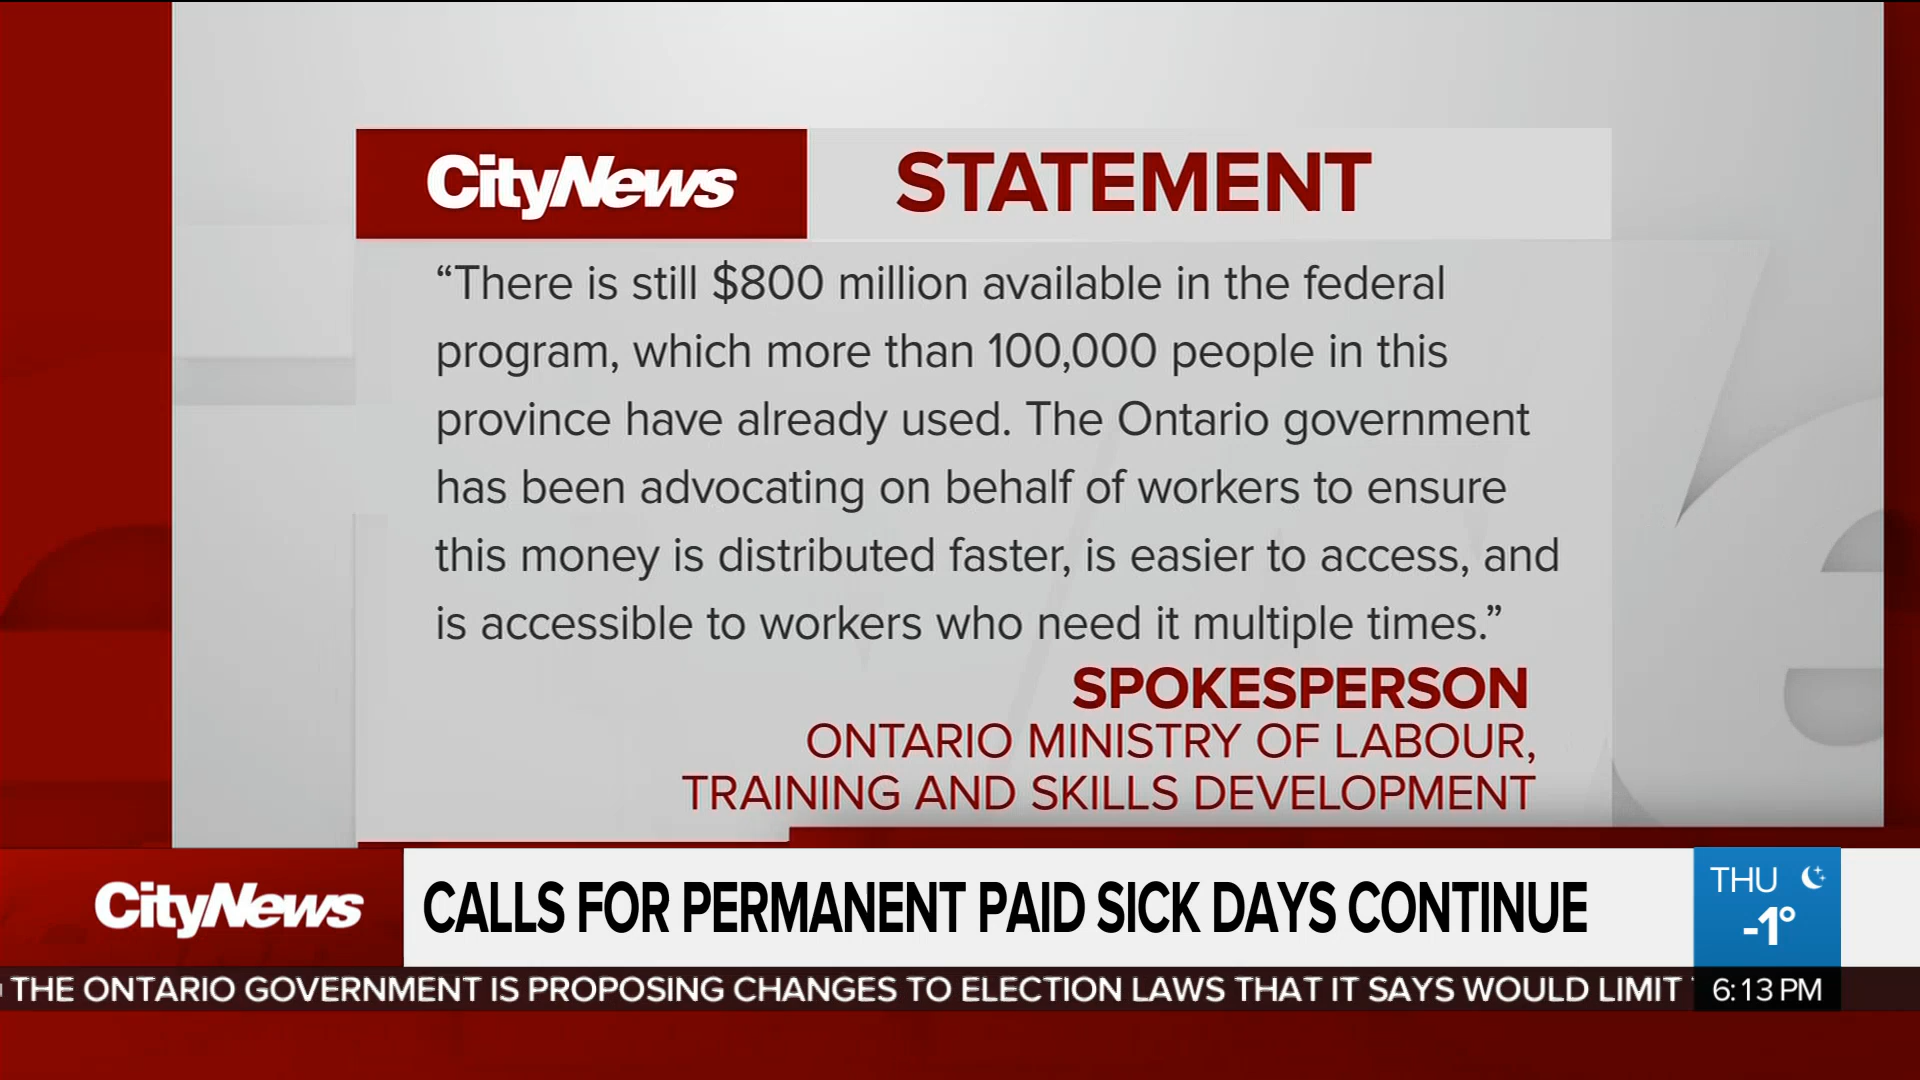 CityNews STATEMENT
“There is still $800 million available in the federal
program, which more than 100,000 people in this
province have already used. The Ontario government
has been advocating on behalf of workers to ensure
this money is distributed faster, is easier to access, and
is accessible to workers who need it multiple times.”
SPOKESPERSON
ONTARIO MINISTRY OF LABOUR,
TRAINING AND SKILLS DEVELOPMENT
CityNews CALLS FOR PERMANENT PAID SICK DAYS CONTINUE
THU
-1°
THE ONTARIO GOVERNMENT IS PROPOSING CHANGES TO ELECTION LAWS THAT IT SAYS WOULD LIMIT
6:13 PM